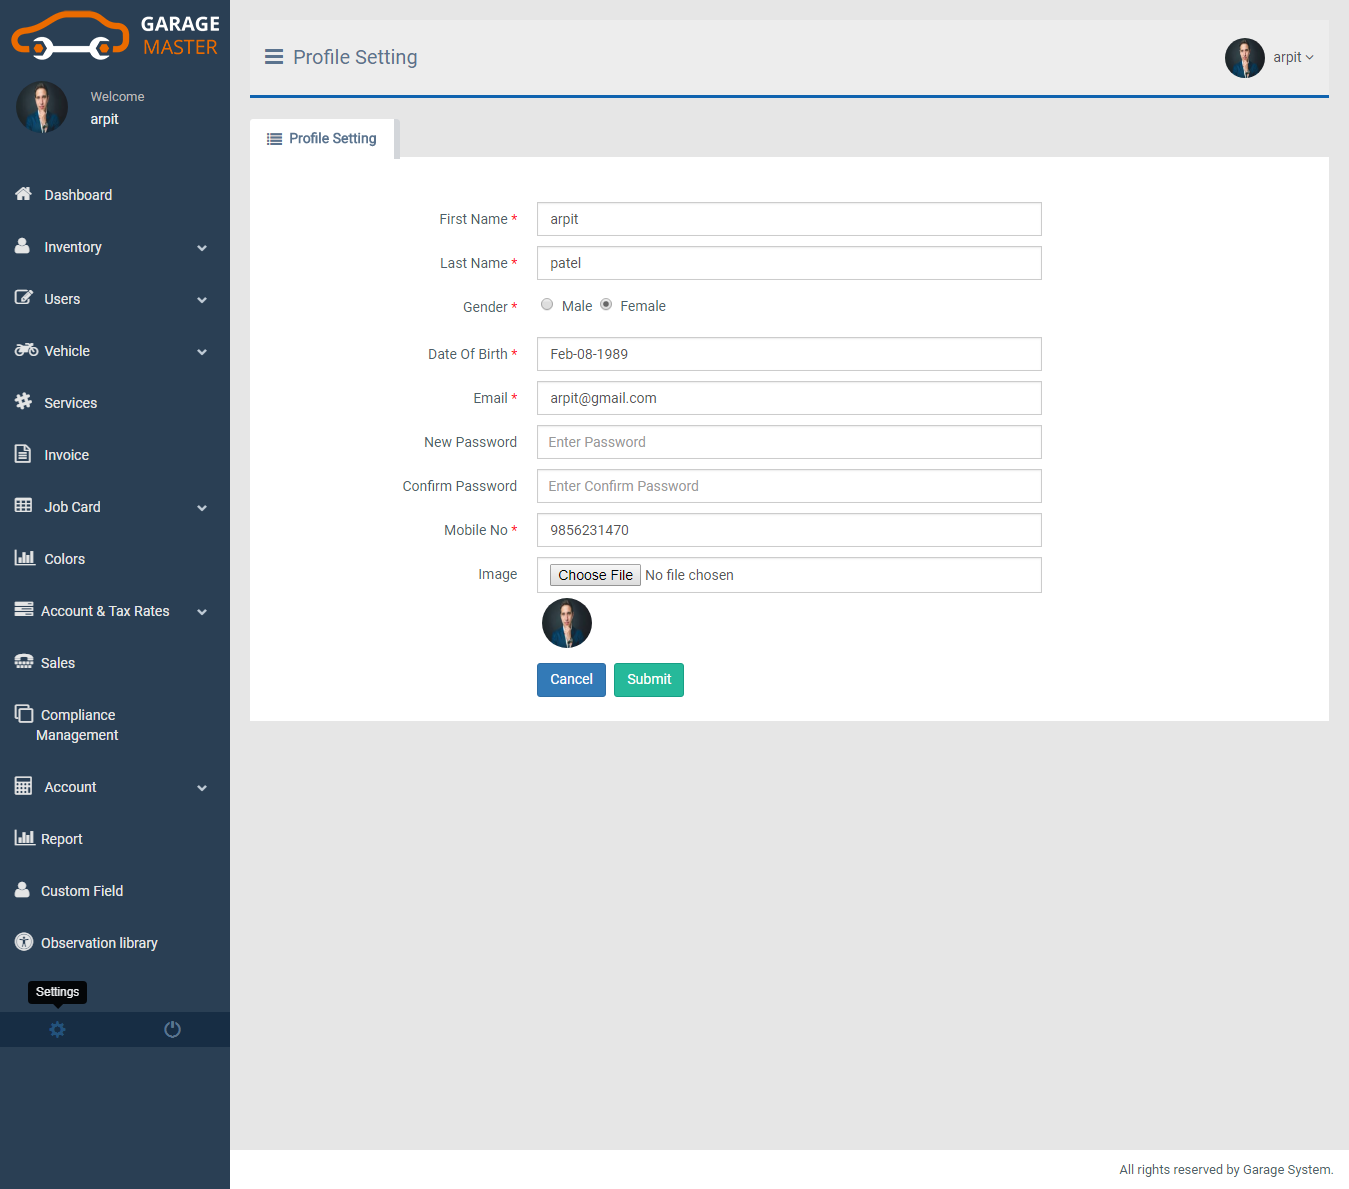 GARAGE
MASTER
Welcome
arpit
Dashboard
Inventory
Users
Vehicle
Services
Invoice
Job Card
Colors
Account & Tax Rates
Sales
Compliance
Management
Account
Report
Custom Field
Observation library
Settings
Profile Setting
arpit
Profile Setting
First Name * arpit
Last Name * patel
Gender * Male Female
Date Of Birth * Feb-08-1989
Email * arpit@gmail.com
New Password Enter Password
Confirm Password Enter Confirm Password
Mobile No * 9856231470
Image Choose File No file chosen
Cancel Submit
All rights reserved by Garage System.